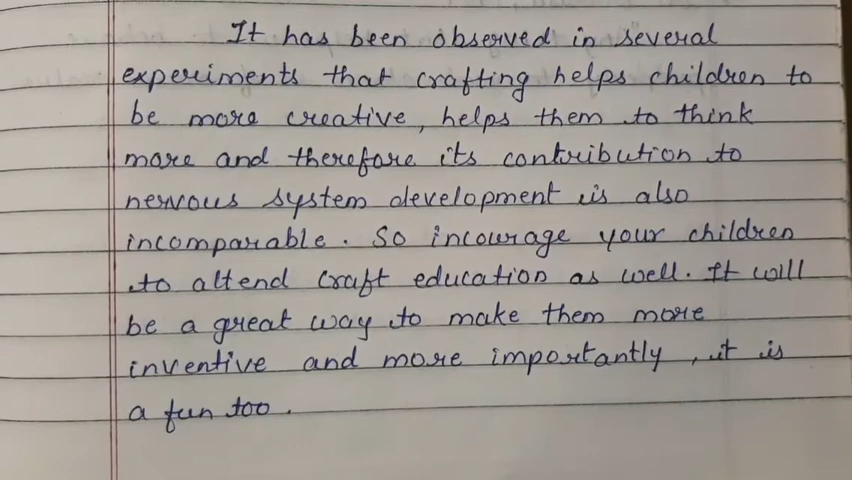 It has been observed in several
experiments that crafting helps children to
be more creative, helps them to think
more and therefore its contribution to
nervous system development is also
incomparable. So incourage your children
to attend craft education as well. It will
be a great way to make them more
inventive and more importantly, it is
a fun too.